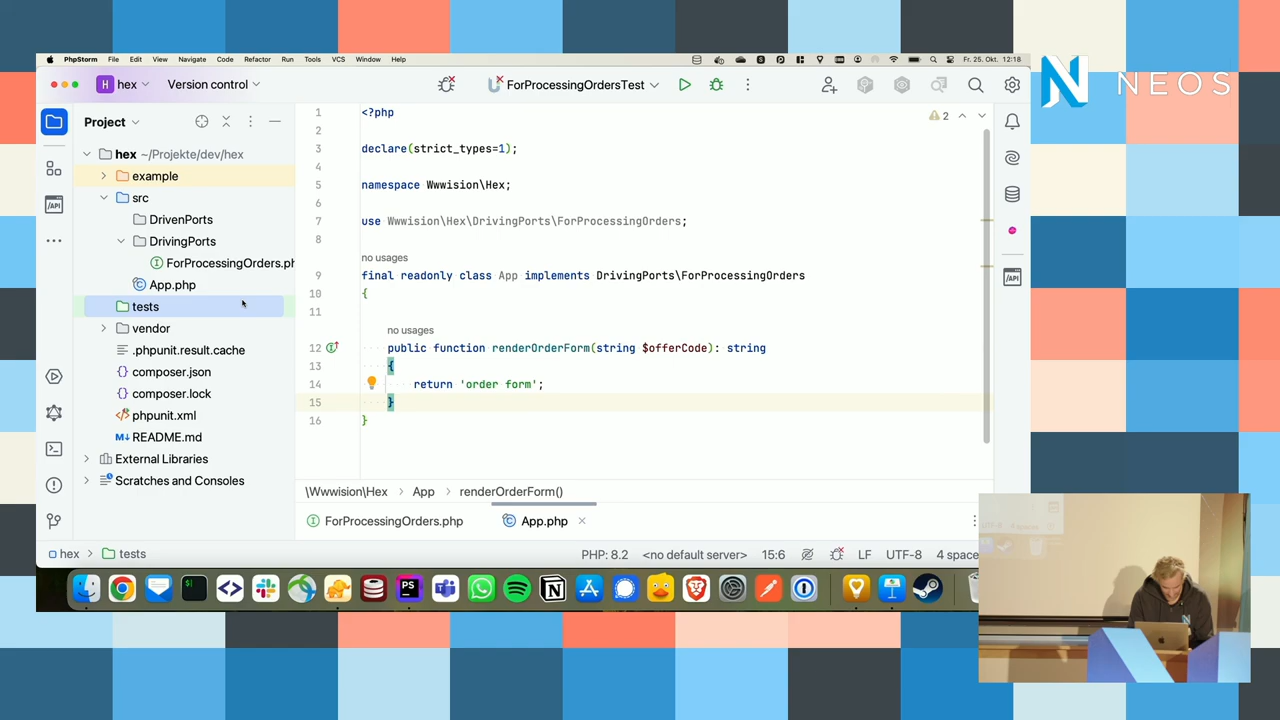 PhpStorm File Edit View Navigate Code Refactor Run Tools VCS Window Help Fr. 25. Okt. 12:18
NEOS
H hex Version control ForProcessingOrdersTest
Project
hex ~/Projekte/dev/hex
example
src
DrivenPorts
DrivingPorts
ForProcessingOrders.ph
App.php
tests
vendor
.phpunit.result.cache
composer.json
composer.lock
phpunit.xml
README.md
External Libraries
Scratches and Consoles
1 <?php
2
3 declare(strict_types=1);
4
5 namespace Wwwision\Hex;
6
7 use Wwwision\Hex\DrivingPorts\ForProcessingOrders;
8
no usages
9 final readonly class App implements DrivingPorts\ForProcessingOrders
10 {
11
no usages
12 public function renderOrderForm(string $offerCode): string
13 {
14 return 'order form';
15 }
16 }
2
\Wwwision\Hex App renderOrderForm()
ForProcessingOrders.php App.php
hex tests PHP: 8.2 <no default server> 15:6 LF UTF-8 4 space